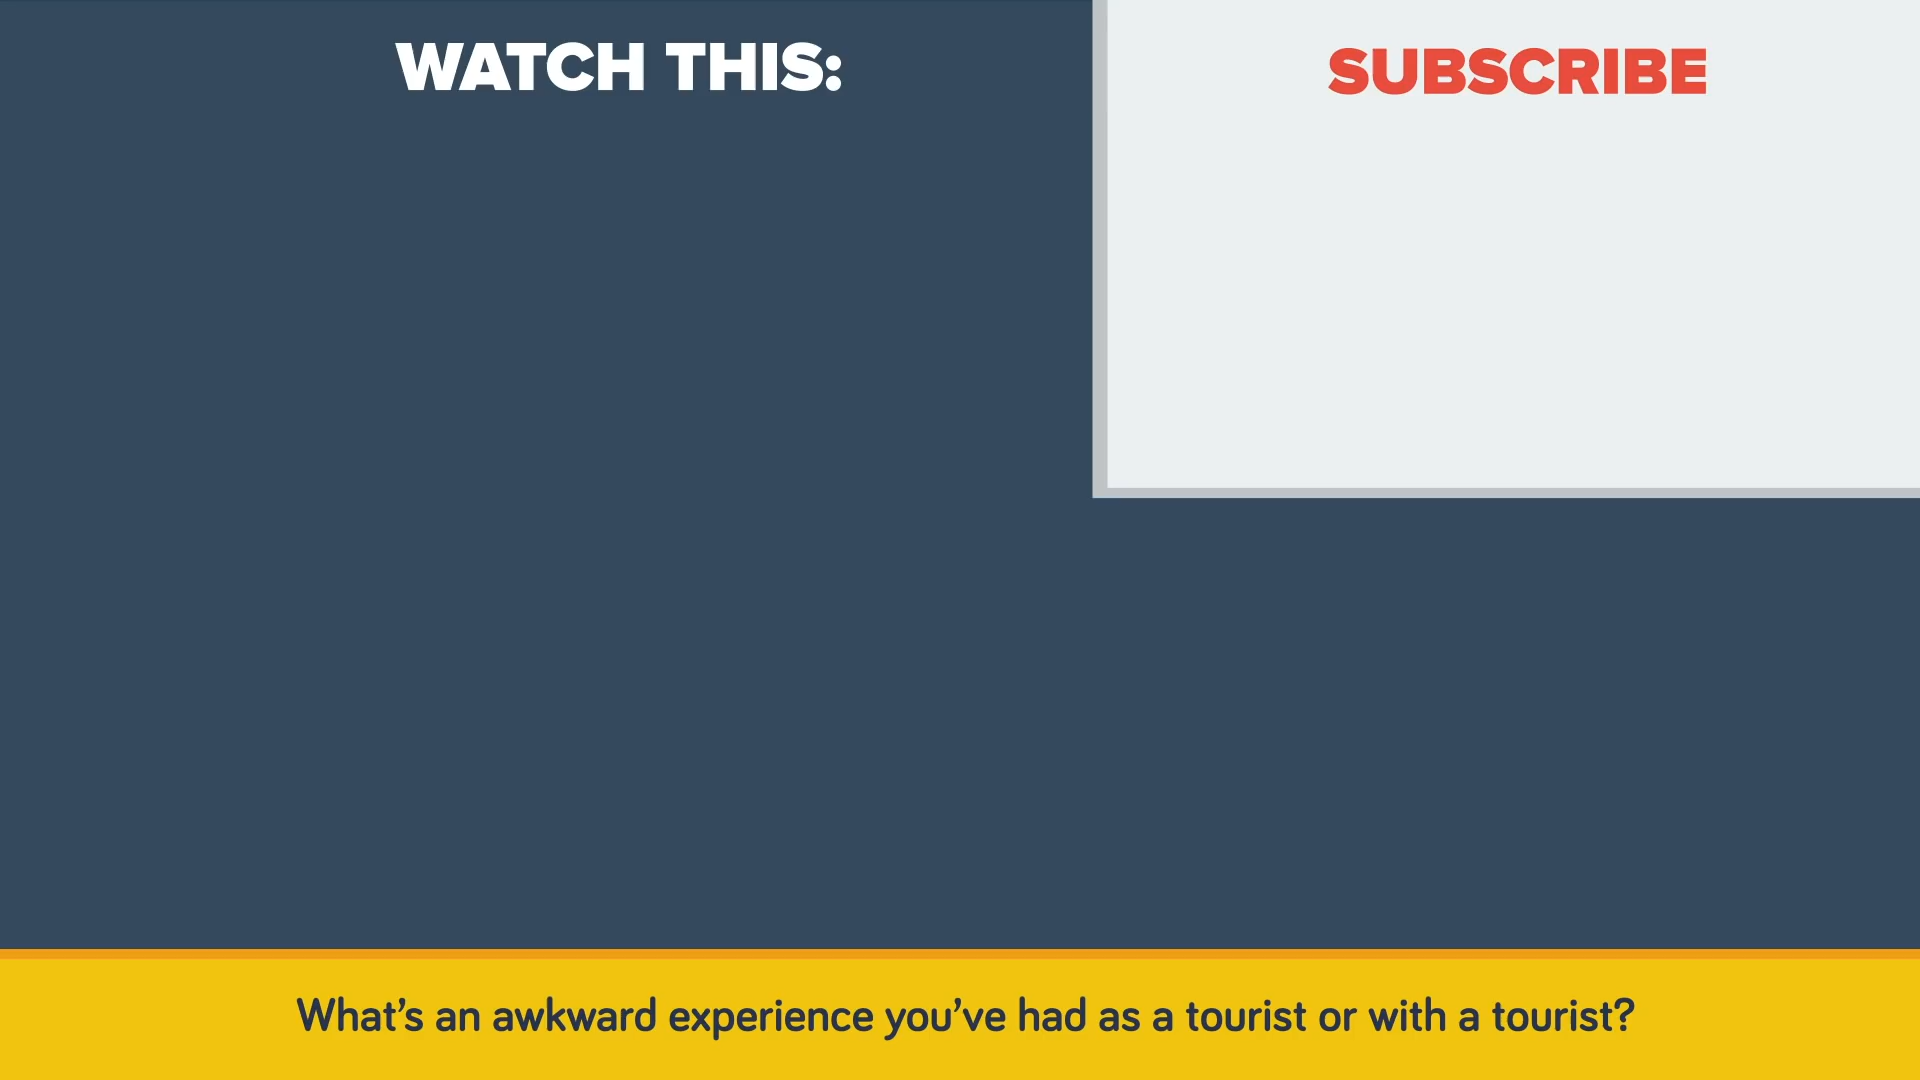 WATCH THIS:
SUBSCRIBE
What’s an awkward experience you’ve had as a tourist or with a tourist?